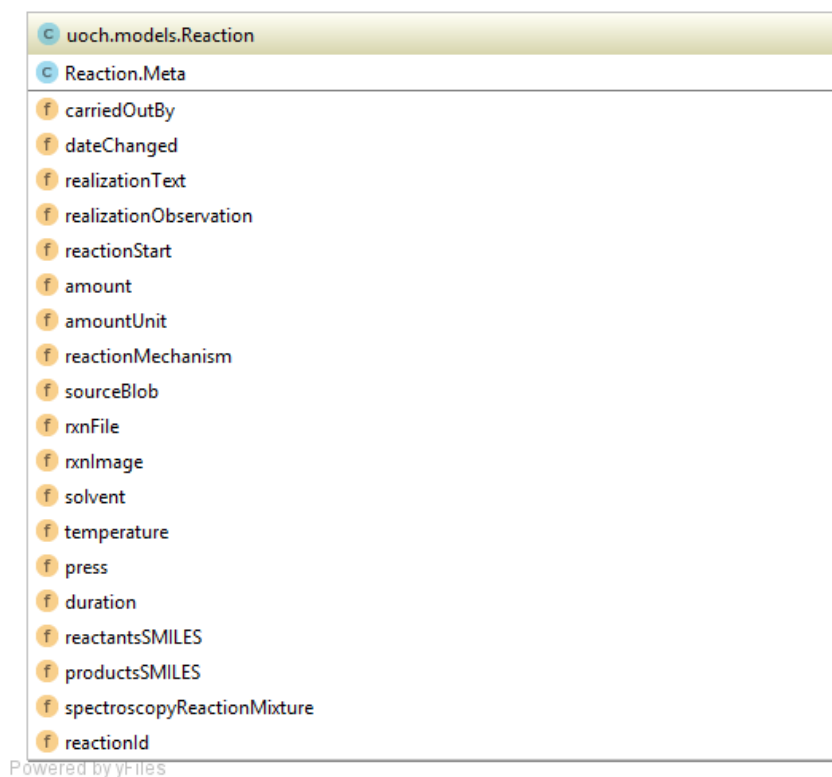 C uoch.models.Reaction
C Reaction.Meta
f carriedOutBy
f dateChanged
f realizationText
f realizationObservation
f reactionStart
f amount
f amountUnit
f reactionMechanism
f sourceBlob
f rxnFile
f rxnImage
f solvent
f temperature
f press
f duration
f reactantsSMILES
f productsSMILES
f spectroscopyReactionMixture
f reactionId
Powered by yFiles